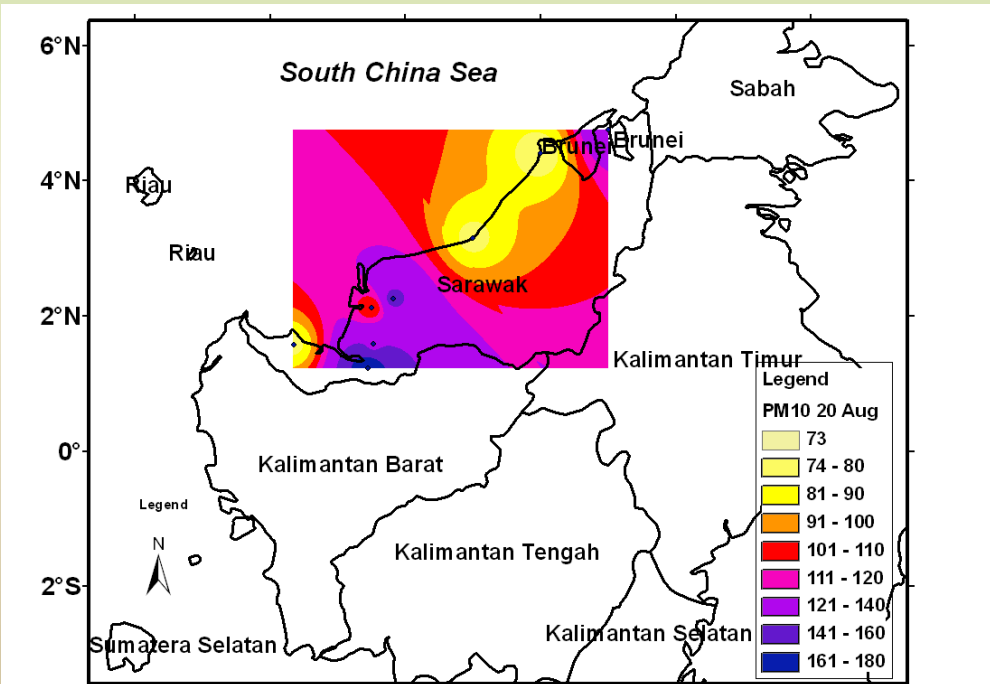 6°N
South China Sea
Sabah
Brunei
Brunei
4°N
Riau
Riau
Sarawak
2°N
Kalimantan Timur
Legend
PM10 20 Aug
73
74 - 80
81 - 90
91 - 100
101 - 110
111 - 120
121 - 140
141 - 160
161 - 180
0°
Kalimantan Barat
Legend
N
Kalimantan Tengah
2°S
Kalimantan Selatan
Sumatera Selatan